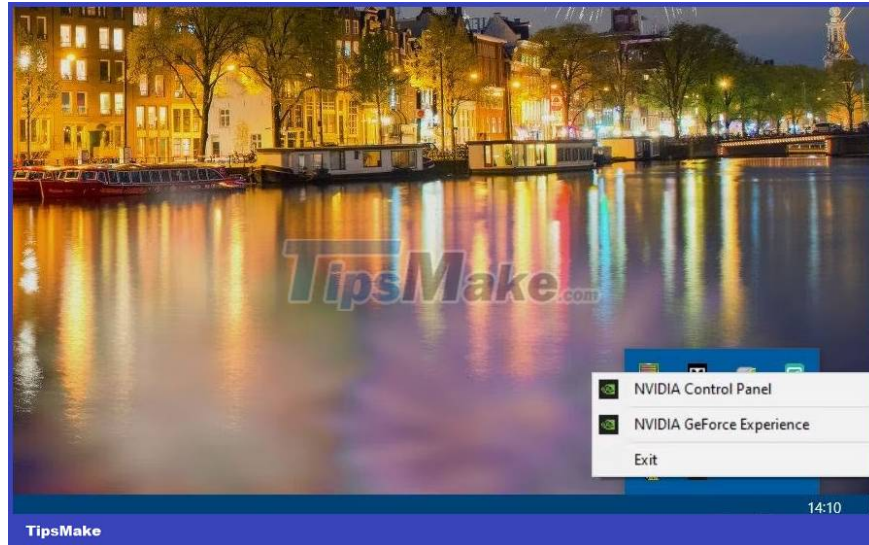 TipsMake.com
NVIDIA Control Panel
NVIDIA GeForce Experience
Exit
14:10
TipsMake